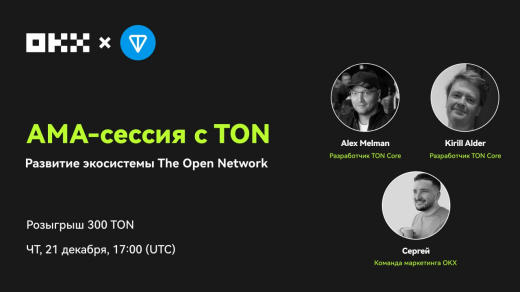 OKX
АМА-сессия с TON
Развитие экосистемы The Open Network
Розыгрыш 300 TON
ЧТ, 21 декабря, 17:00 (UTC)
Alex Melman
Разработчик TON Core
Kirill Alder
Разработчик TON Core
Сергей
Команда маркетинга OKX